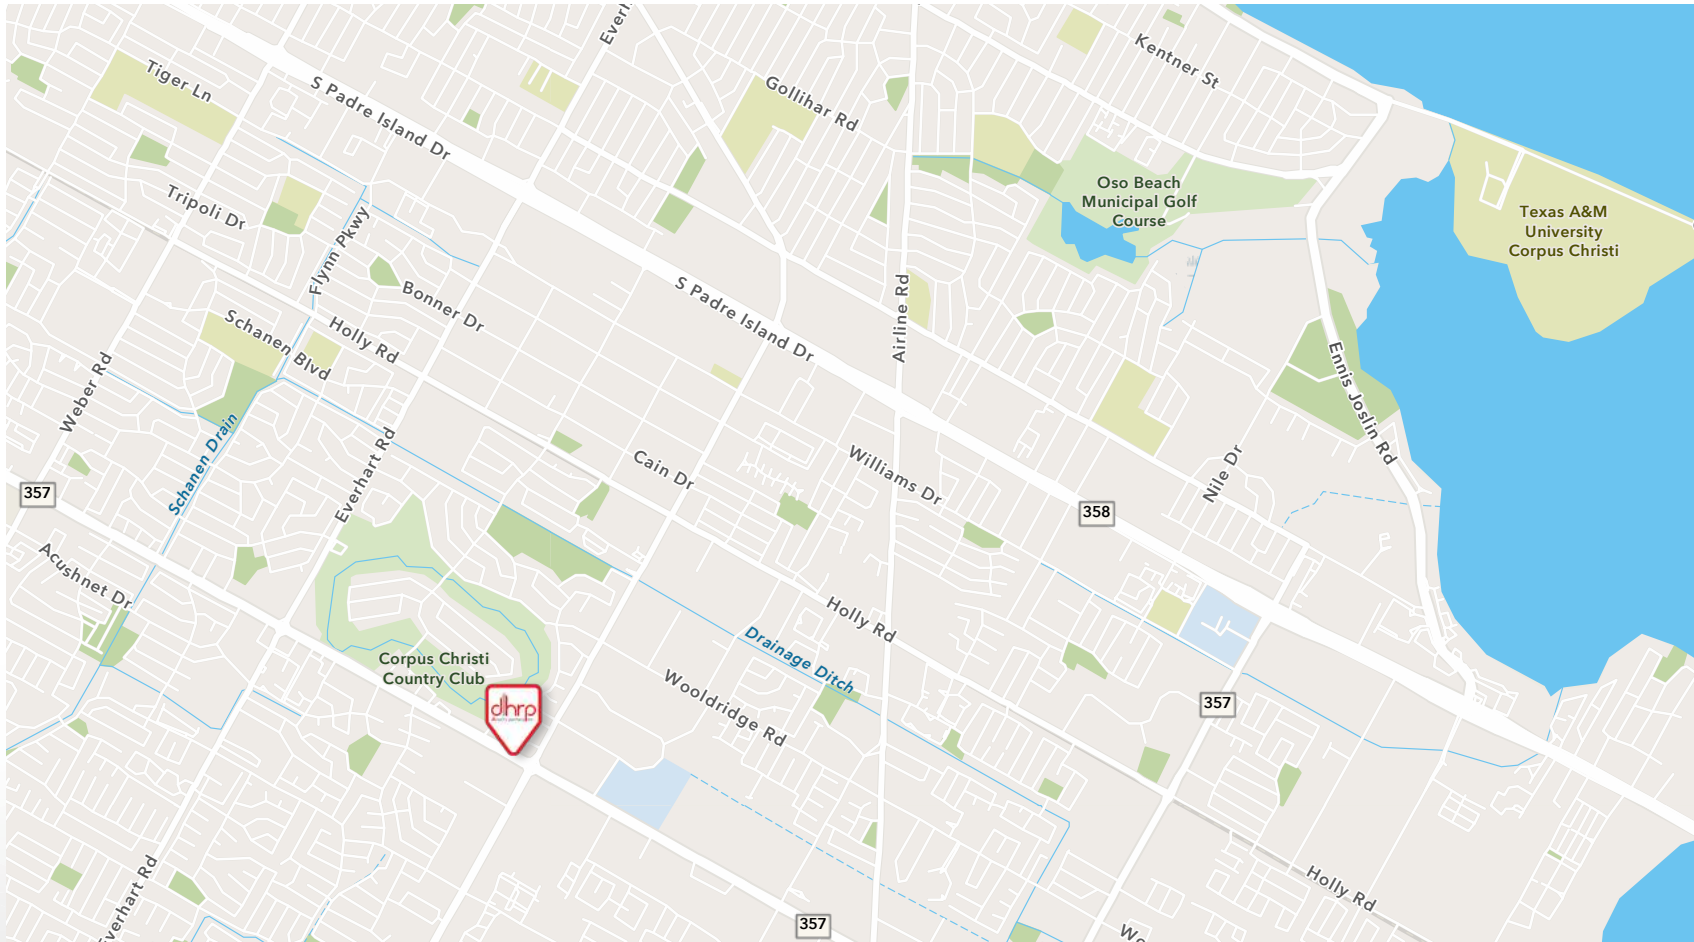 Everh
Kentner St
Tiger Ln
S Padre Island Dr
Gollihar Rd
Oso Beach
Municipal Golf
Course
Tripoli Dr
Texas A&M
University
Corpus Christi
Flynn Pkwy
Bonner Dr
S Padre Island Dr
Airline Rd
Schanen Blvd
Holly Rd
Weber Rd
Ennis Joslin Rd
Schanen Drain
Everhart Rd
Cain Dr
Williams Dr
Nile Dr
357
358
Acushnet Dr
Holly Rd
Drainage Ditch
Corpus Christi
Country Club
dhrp
Wooldridge Rd
357
Everhart Rd
Holly Rd
357
Wo